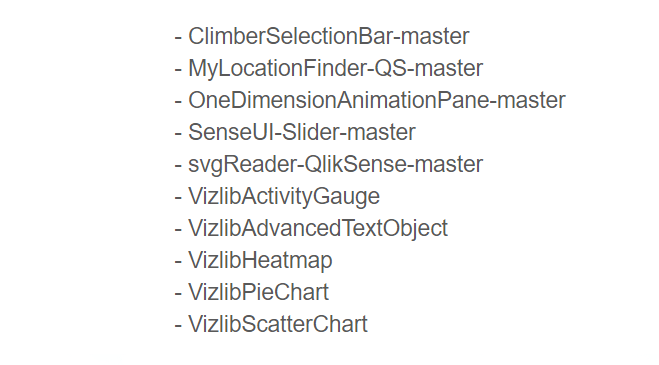 - ClimberSelectionBar-master
- MyLocationFinder-QS-master
- OneDimensionAnimationPane-master
- SenseUI-Slider-master
- svgReader-QlikSense-master
- VizlibActivityGauge
- VizlibAdvancedTextObject
- VizlibHeatmap
- VizlibPieChart
- VizlibScatterChart